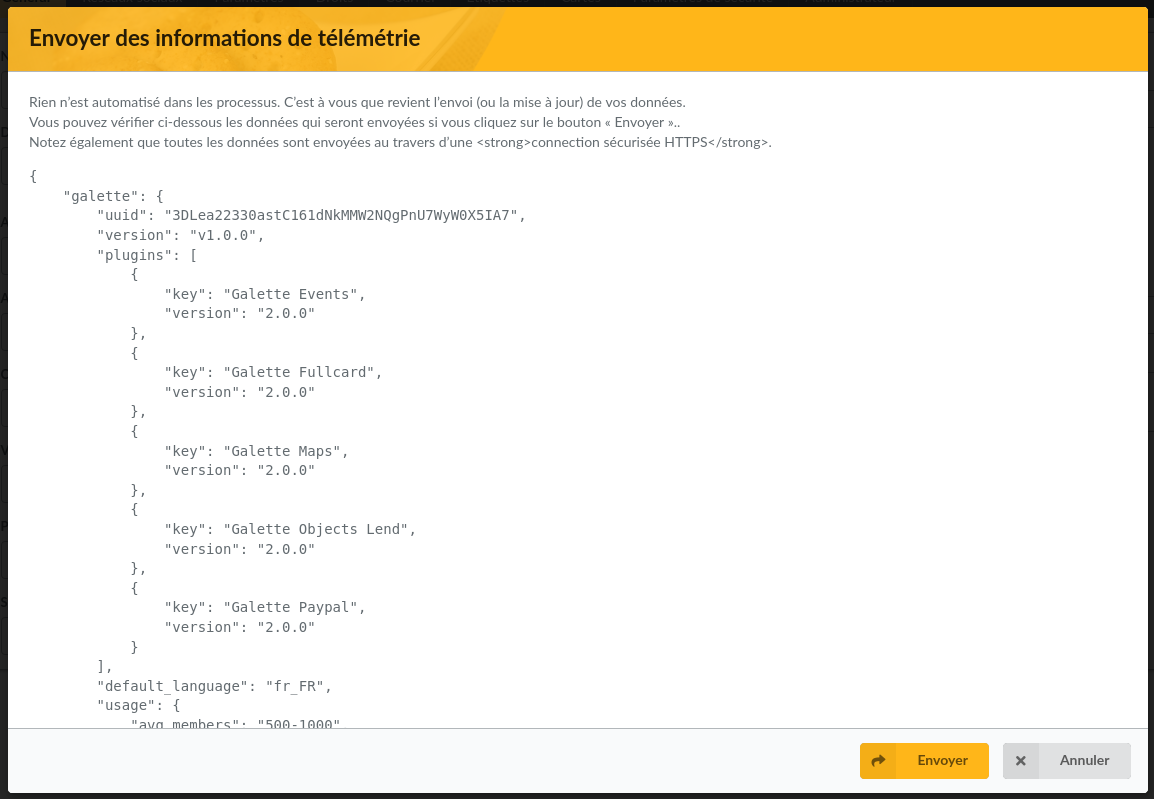 Envoyer des informations de télémétrie
Rien n’est automatisé dans les processus. C’est à vous que revient l’envoi (ou la mise à jour) de vos données.
Vous pouvez vérifier ci-dessous les données qui seront envoyées si vous cliquez sur le bouton « Envoyer »..
Notez également que toutes les données sont envoyées au travers d’une <strong>connection sécurisée HTTPS</strong>.
{
    "galette": {
        "uuid": "3DLea22330astC161dNkMMW2NQgPnU7WyW0X5IA7",
        "version": "v1.0.0",
        "plugins": [
            {
                "key": "Galette Events",
                "version": "2.0.0"
            },
            {
                "key": "Galette Fullcard",
                "version": "2.0.0"
            },
            {
                "key": "Galette Maps",
                "version": "2.0.0"
            },
            {
                "key": "Galette Objects Lend",
                "version": "2.0.0"
            },
            {
                "key": "Galette Paypal",
                "version": "2.0.0"
            }
        ],
        "default_language": "fr_FR",
        "usage": {
            "avg_members": "500-1000",
Envoyer
Annuler